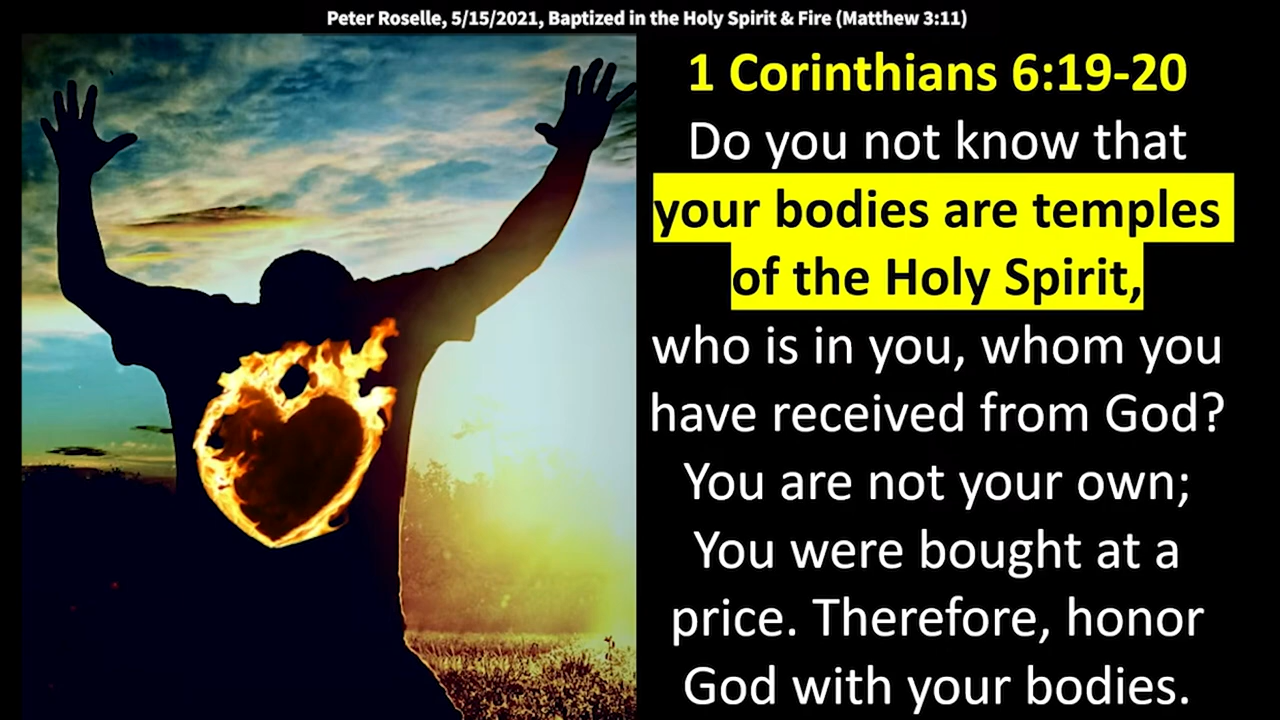 Peter Roselle, 5/15/2021, Baptized in the Holy Spirit & Fire (Matthew 3:11)
1 Corinthians 6:19-20
Do you not know that
your bodies are temples
of the Holy Spirit,
who is in you, whom you
have received from God?
You are not your own;
You were bought at a
price. Therefore, honor
God with your bodies.